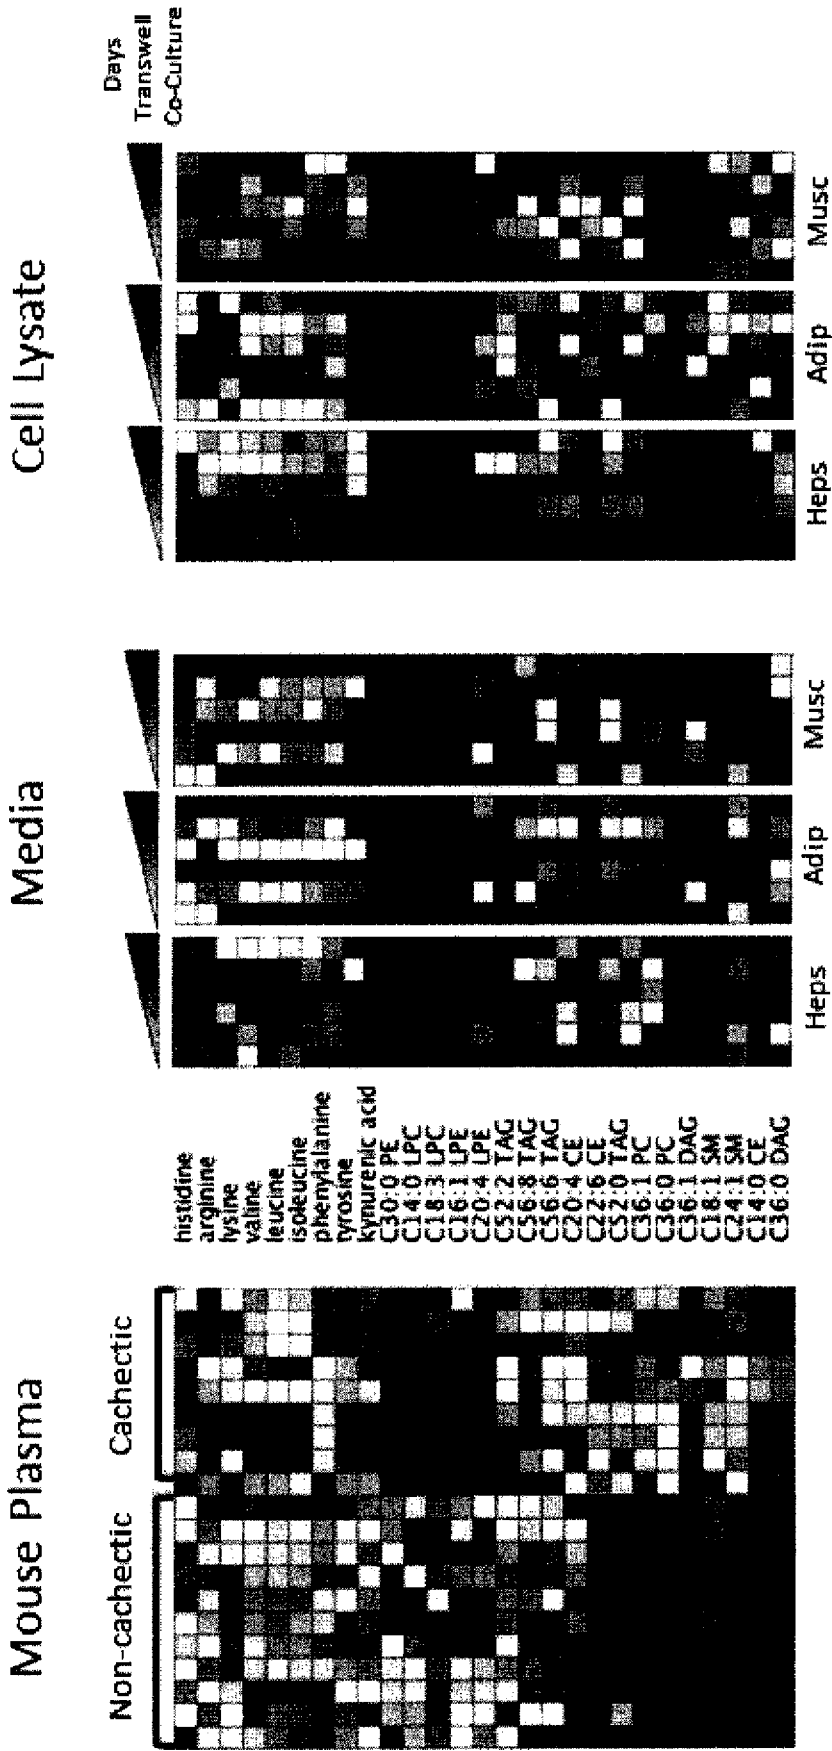 Mouse Plasma
Media
Cell Lysate
Non-cachectic
Cachectic
Days
Transwell
Co-Culture
histidine
arginine
lysine
valine
leucine
isoleucine
phenylalanine
tyrosine
kynurenic acid
C30:0 PE
C14:0 LPC
C18:3 LPC
C16:1 LPE
C20:4 LPE
C52:2 TAG
C56:8 TAG
C56:6 TAG
C20:4 CE
C22:6 CE
C52:0 TAG
C36:1 PC
C36:0 PC
C36:1 DAG
C18:1 SM
C24:1 SM
C14:0 CE
C36:0 DAG
Heps
Adip
Musc
Heps
Adip
Musc